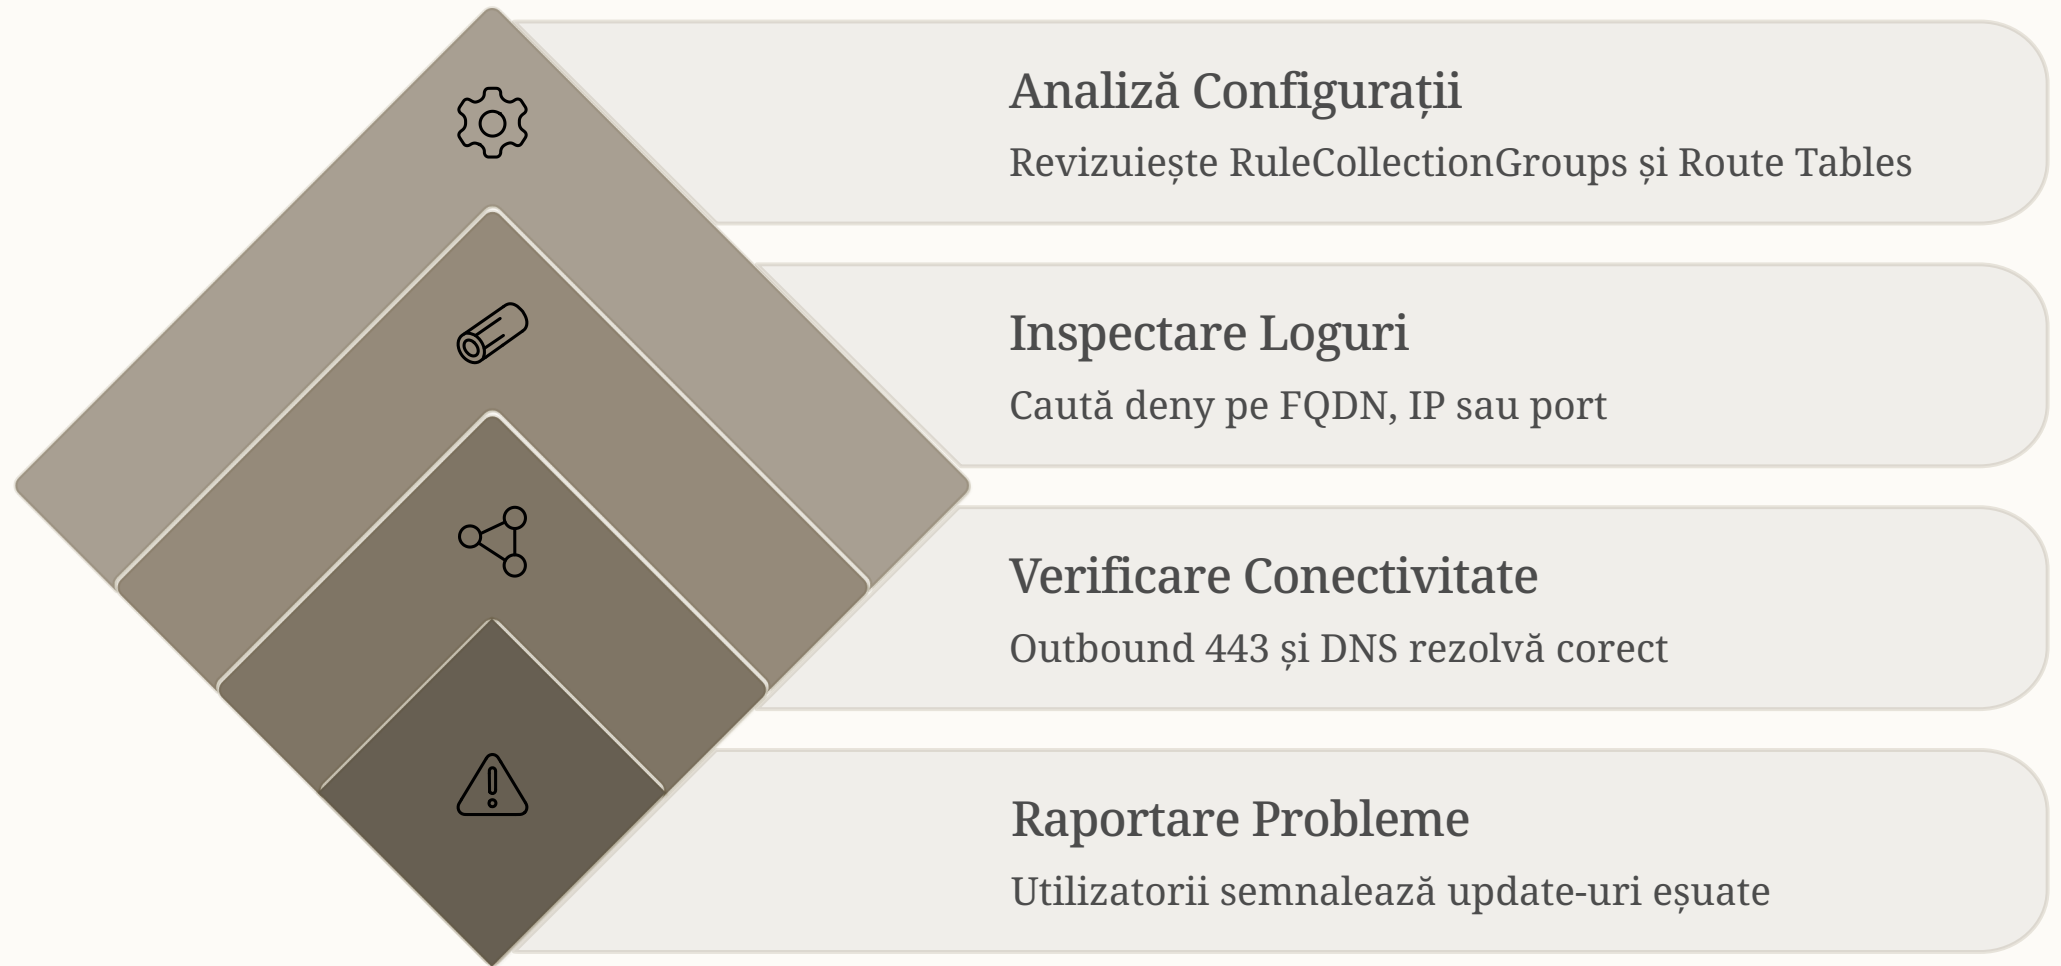 Analiză Configurații
Revizuiește RuleCollectionGroups și Route Tables
Inspectare Loguri
Caută deny pe FQDN, IP sau port
Verificare Conectivitate
Outbound 443 și DNS rezolvă corect
Raportare Probleme
Utilizatorii semnalează update-uri eșuate